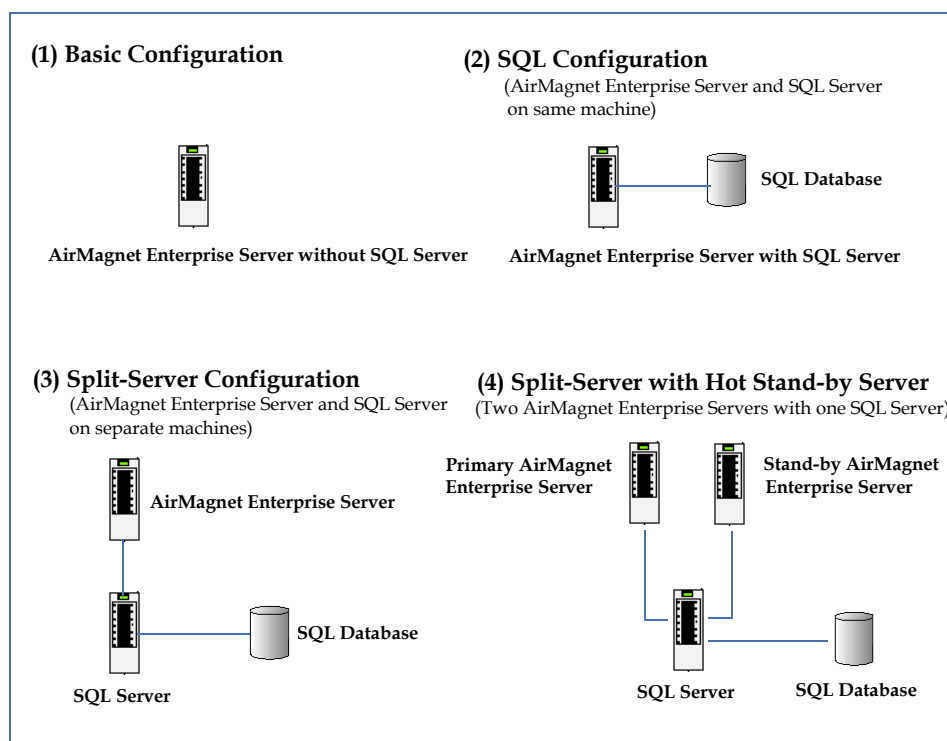 (1) Basic Configuration
AirMagnet Enterprise Server without SQL Server
(2) SQL Configuration
(AirMagnet Enterprise Server and SQL Server
on same machine)
SQL Database
AirMagnet Enterprise Server with SQL Server
(3) Split-Server Configuration
(AirMagnet Enterprise Server and SQL Server
on separate machines)
AirMagnet Enterprise Server
SQL Database
SQL Server
(4) Split-Server with Hot Stand-by Server
(Two AirMagnet Enterprise Servers with one SQL Server)
Primary AirMagnet
Enterprise Server
Stand-by AirMagnet
Enterprise Server
SQL Server
SQL Database